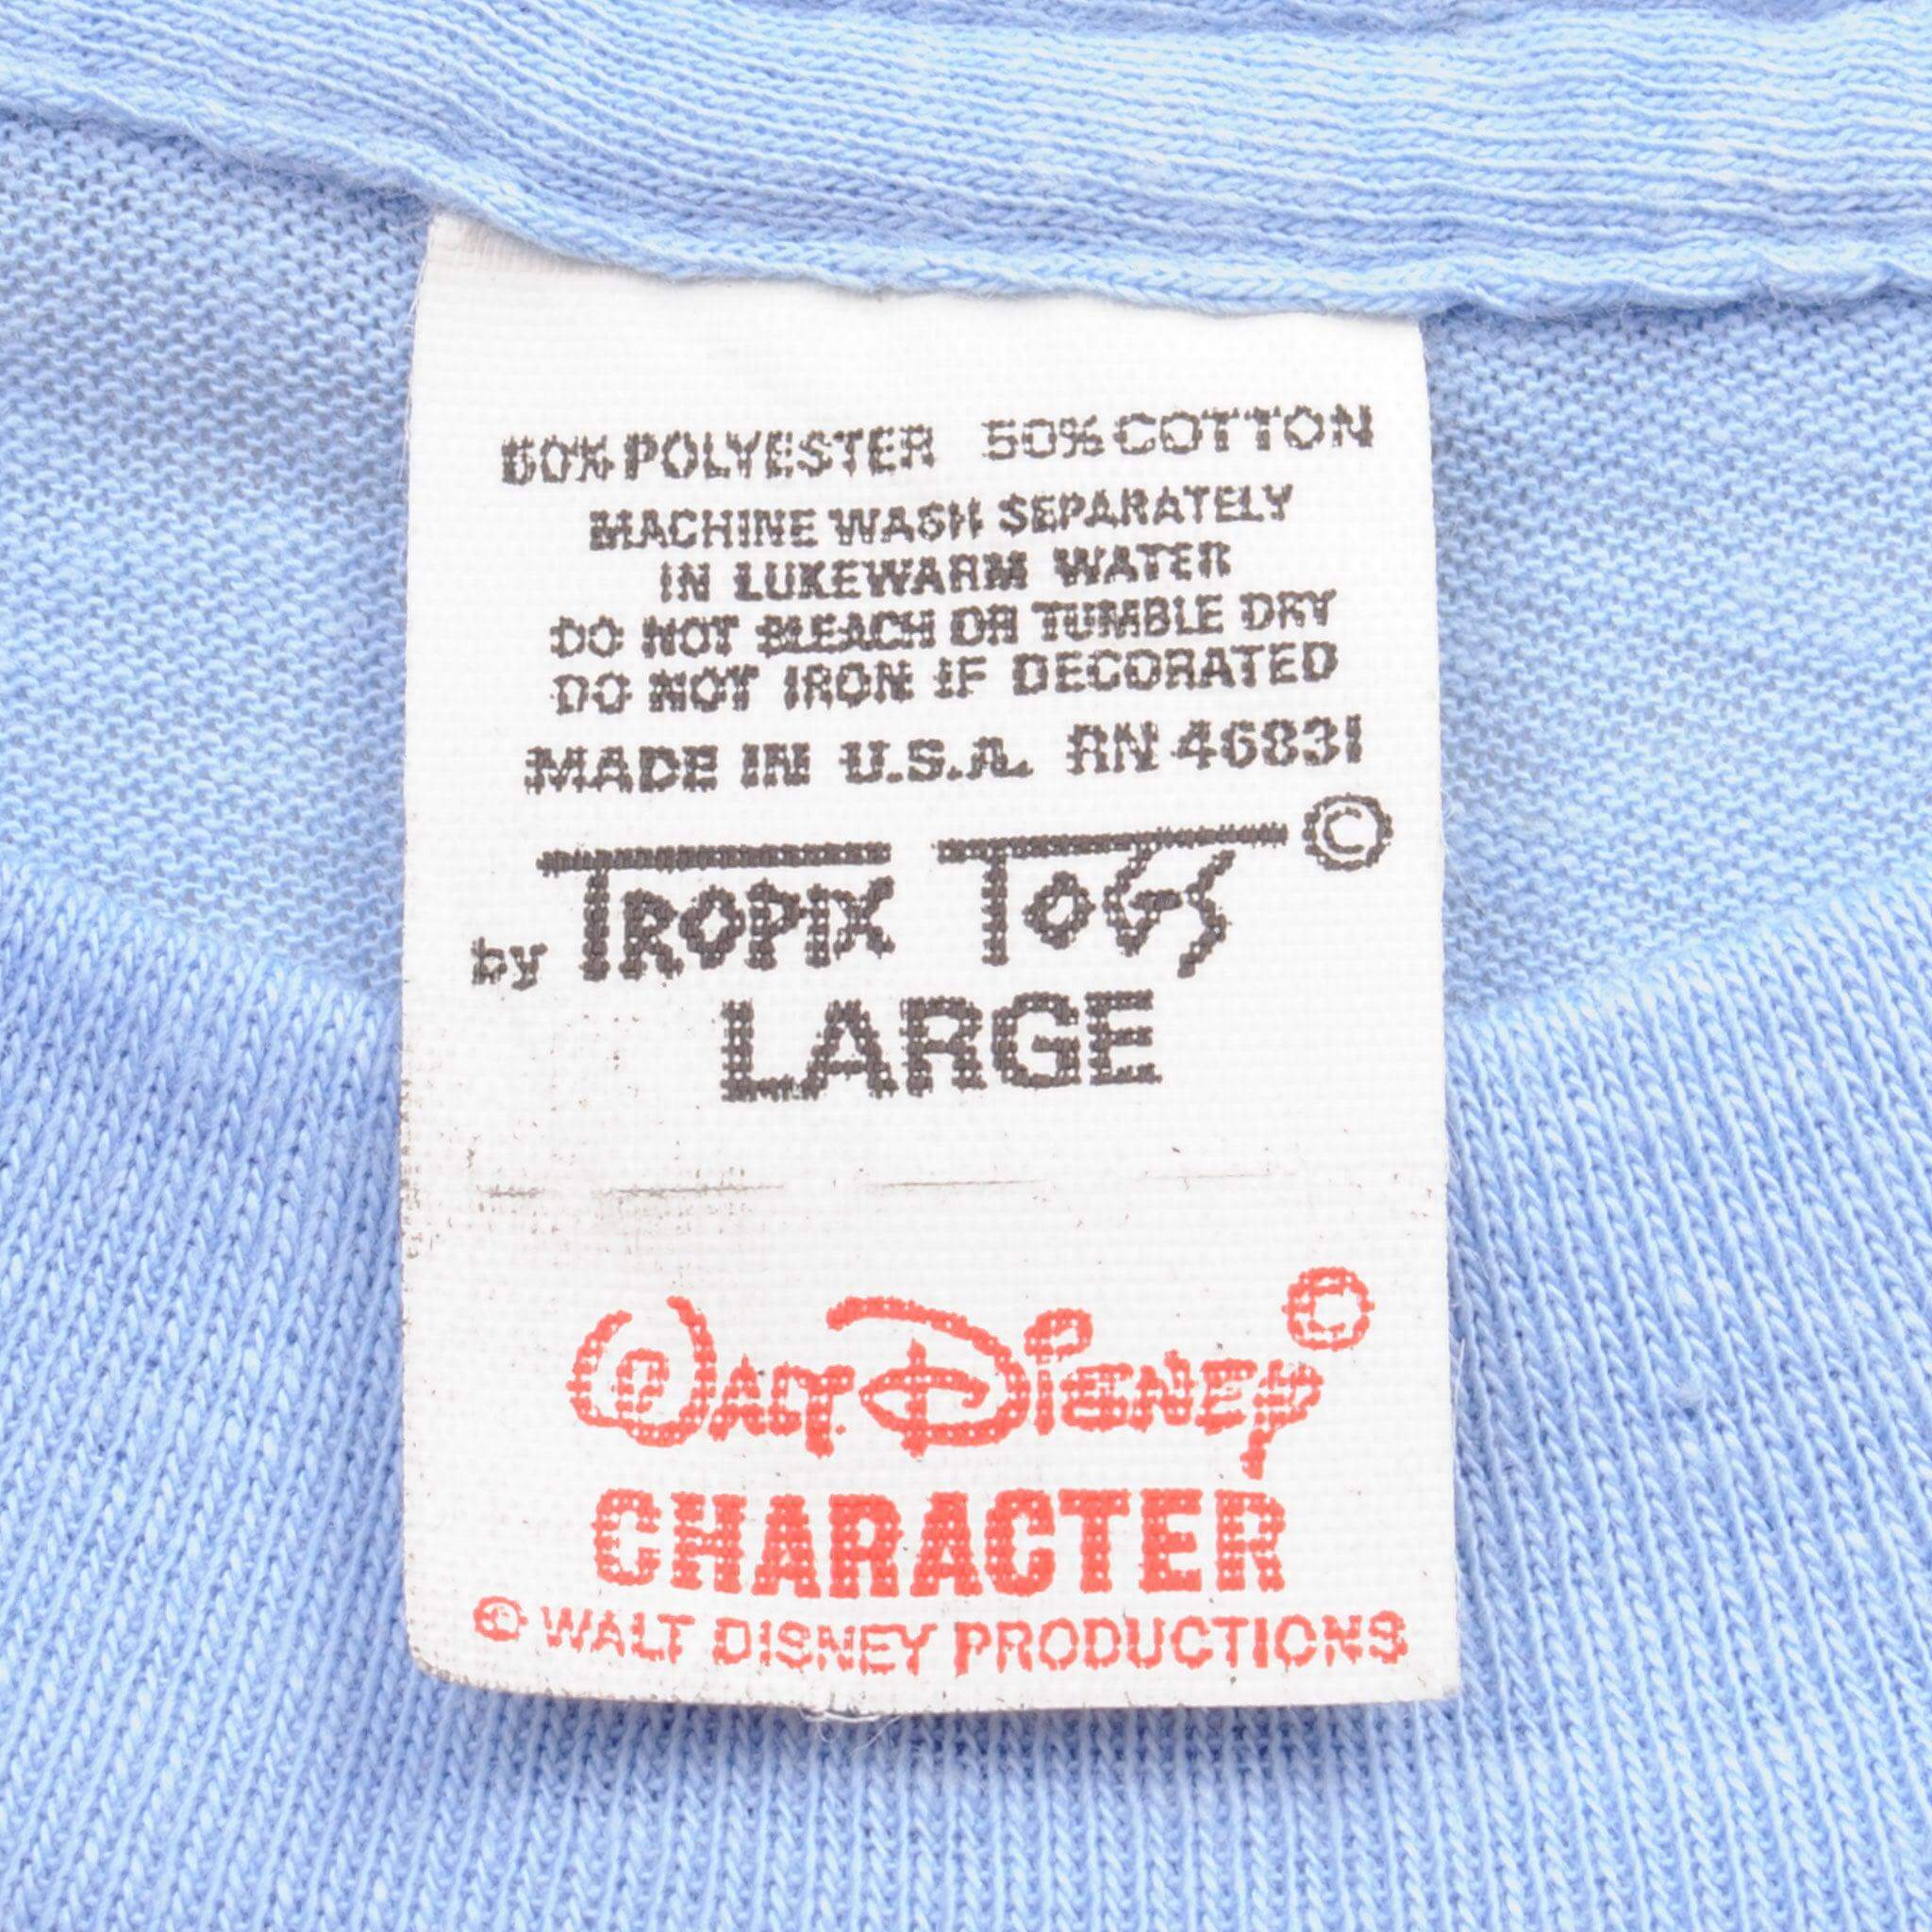 50% POLYESTER 50% COTTON
MACHINE WASH SEPARATELY
IN LUKEWARM WATER
DO NOT BLEACH OR TUMBLE DRY
DO NOT IRON IF DECORATED
MADE IN U.S.A. RN 46831
by TROPIX TOGS ©
LARGE
WALT DISNEY ©
CHARACTER
© WALT DISNEY PRODUCTIONS